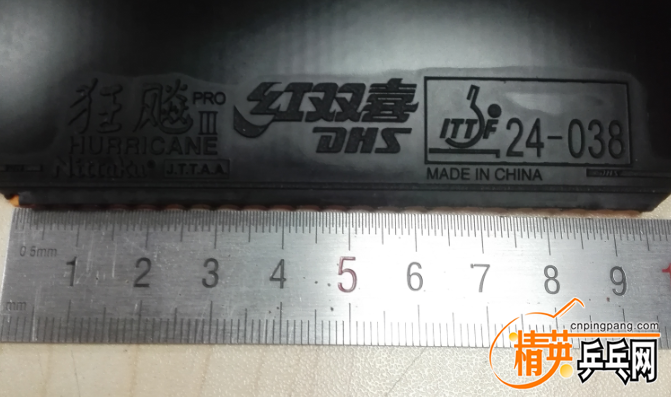 狂飚 PRO III
HURRICANE
Nittaku J.T.T.A.A
红双喜
DHS
ITTF 24-038
MADE IN CHINA
0.5mm
1 2 3 4 5 6 7 8 9
mm
cnpingpang.com
精英乒乓网